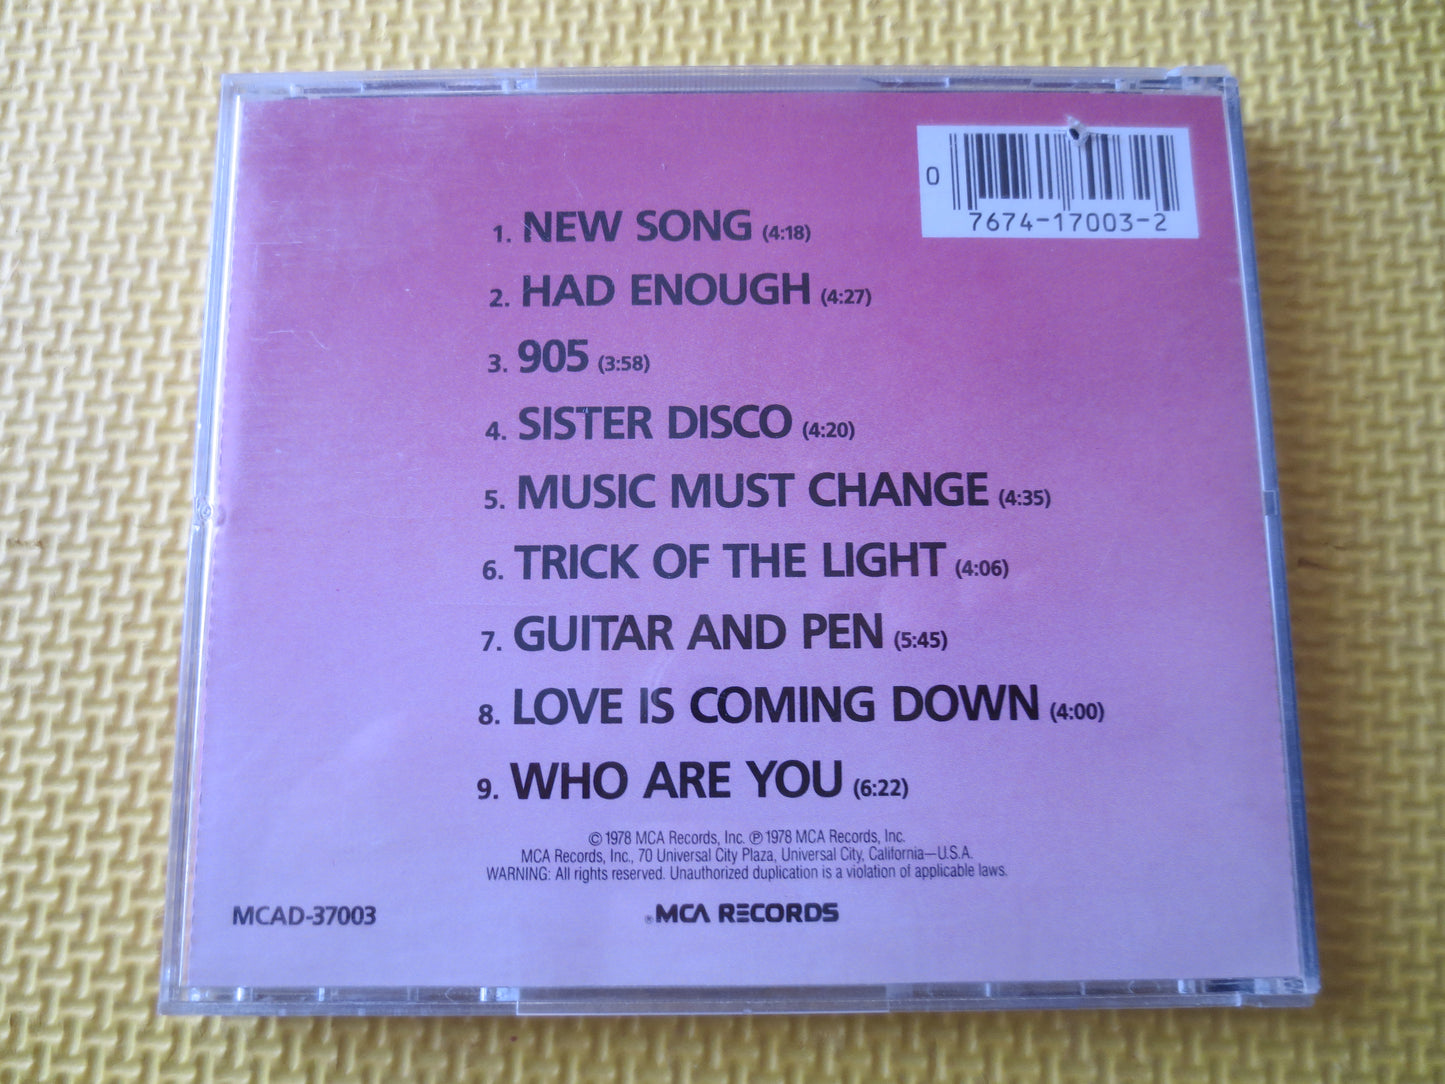 0 7674-17003-2
1. NEW SONG (4:18)
2. HAD ENOUGH (4:27)
3. 905 (3:58)
4. SISTER DISCO (4:20)
5. MUSIC MUST CHANGE (4:35)
6. TRICK OF THE LIGHT (4:06)
7. GUITAR AND PEN (5:45)
8. LOVE IS COMING DOWN (4:00)
9. WHO ARE YOU (6:22)
© 1978 MCA Records, Inc. ℗ 1978 MCA Records, Inc.
MCA Records, Inc., 70 Universal City Plaza, Universal City, California—U.S.A.
WARNING: All rights reserved. Unauthorized duplication is a violation of applicable laws.
MCAD-37003
® MCA RECORDS